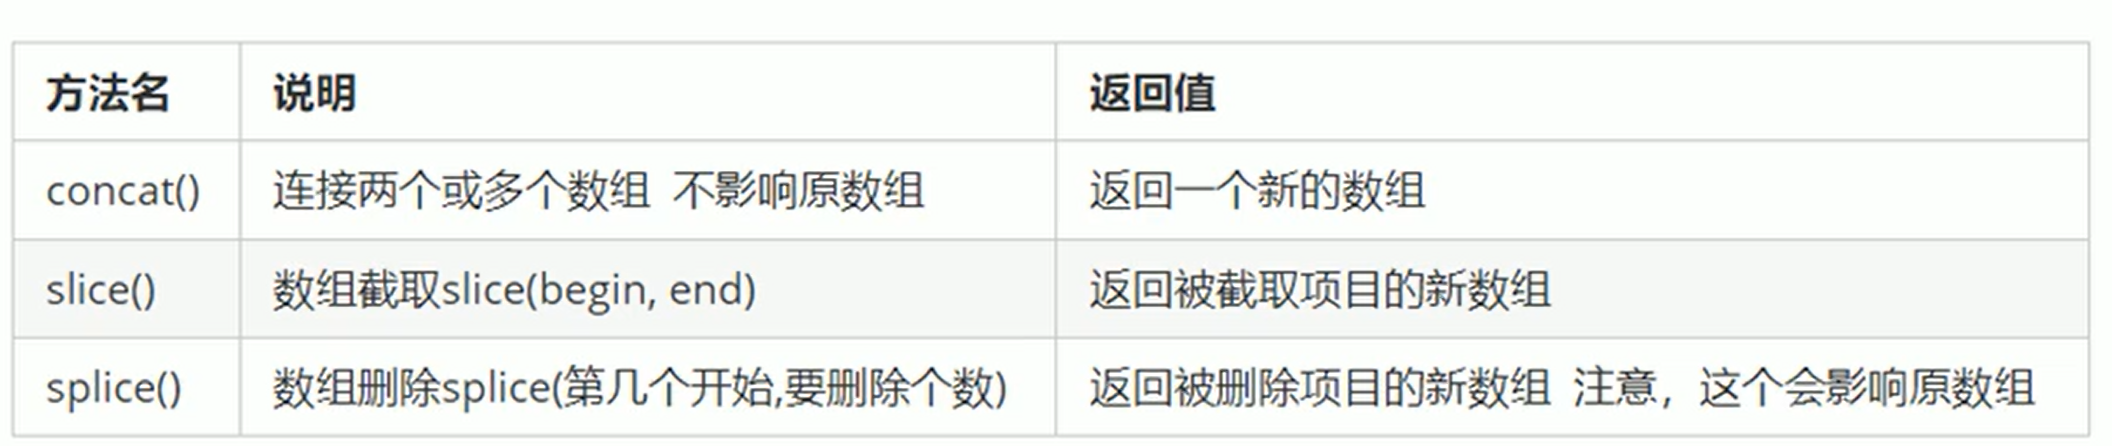 方法名 说明 返回值
concat() 连接两个或多个数组 不影响原数组 返回一个新的数组
slice() 数组截取slice(begin, end) 返回被截取项目的新数组
splice() 数组删除splice(第几个开始,要删除个数) 返回被删除项目的新数组 注意，这个会影响原数组